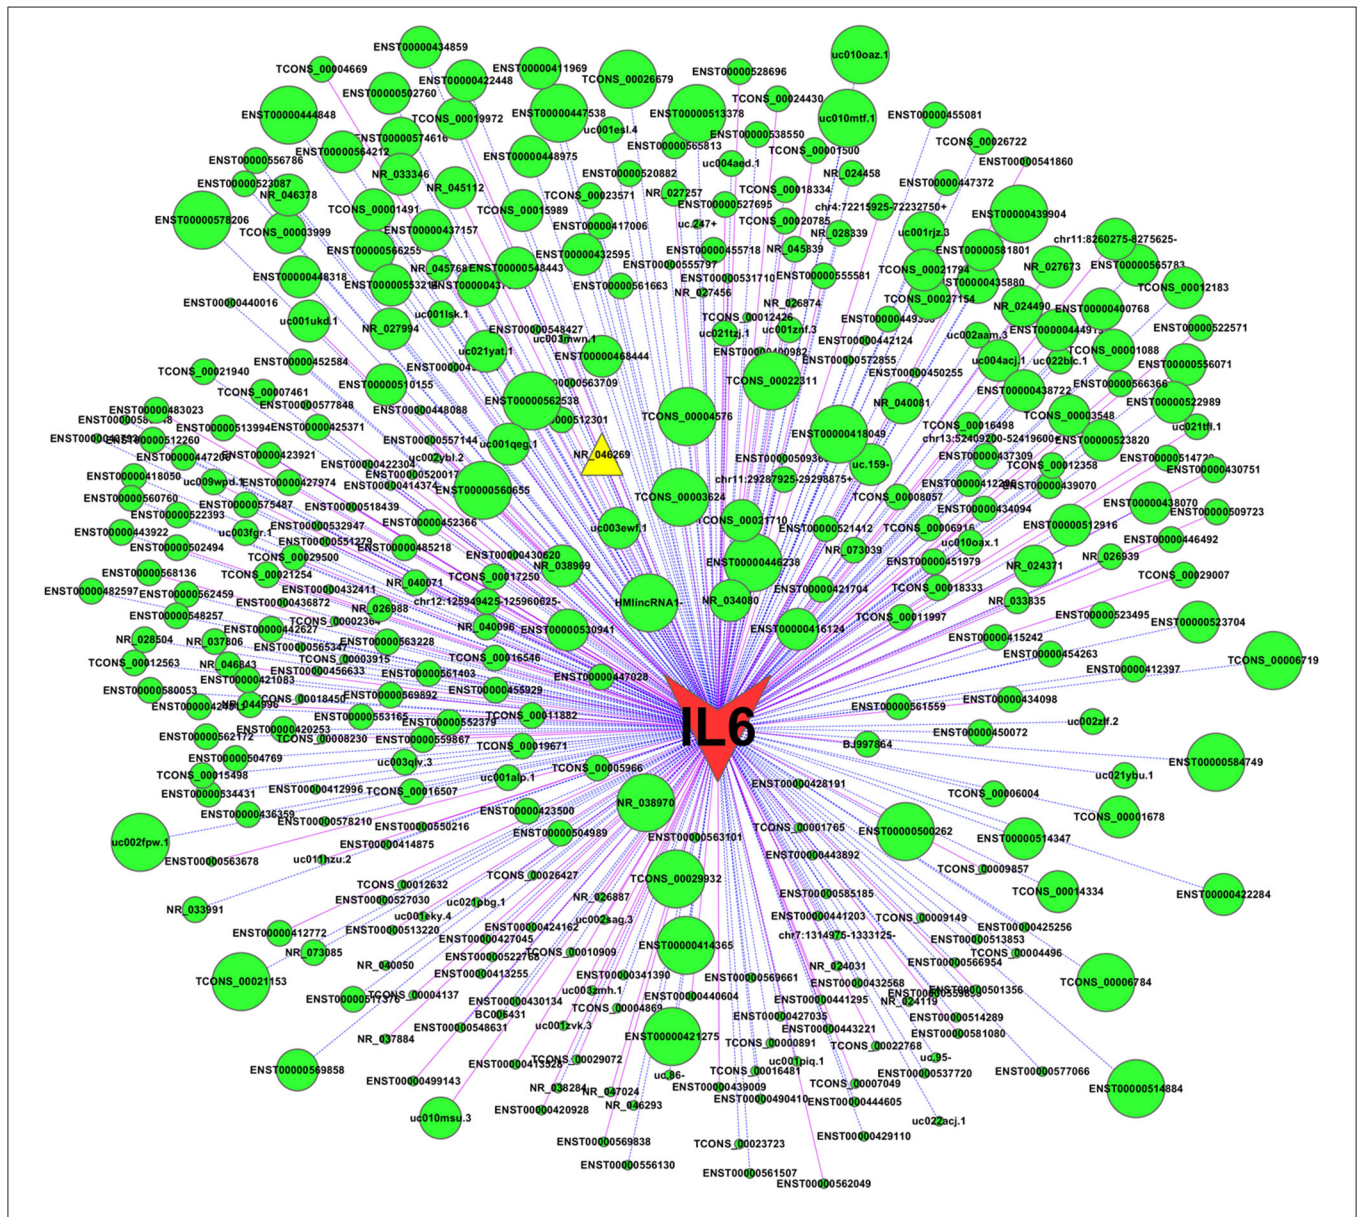 ENST00000434859
TCONS_00004669
ENST00000422448
ENST00000411969
TCONS_00026679
ENST00000528696
uc010oaz.1
ENST00000502760
TCONS_00024430
ENST00000444848
TCONS_00019972
ENST00000447538
ENST00000513378
uc010mtf.1
ENST00000455081
uc001esl.4
ENST00000574616
ENST00000538550
ENST00000564212
ENST00000565813
TCONS_00001500
TCONS_00026722
ENST00000556786
ENST00000448975
uc004aed.1
ENST00000541860
ENST00000523087
NR_033346
ENST00000520882
NR_024458
ENST00000447372
NR_046378
NR_045112
NR_027257
TCONS_00018334
TCONS_00023571
ENST00000527695
chr4:72215925-72232750+
ENST00000578206
TCONS_00001491
TCONS_00015989
ENST00000439904
TCONS_00003999
ENST00000437157
ENST00000417006
uc.247+
TCONS_00020785
NR_028339
uc001rjz.3
chr11:8260275-8275625-
ENST00000566255
ENST00000432595
ENST00000455718
NR_045839
ENST00000581801
ENST00000565783
NR_045768
ENST00000548443
ENST00000555797
TCONS_00021794
NR_027673
ENST00000448318
ENST00000531710
ENST00000555581
ENST00000435880
TCONS_00012183
ENST00000561663
NR_027456
TCONS_00027154
ENST00000440016
NR_026874
NR_024490
ENST00000400768
uc001lsk.1
TCONS_00012426
uc001ukd.1
NR_027994
ENST00000548427
uc021tzj.1
uc001znf.3
uc002aam.3
ENST00000522571
uc003mwn.1
ENST00000442124
uc021yat.1
ENST00000468444
uc004acj.1
uc022blc.1
TCONS_00001088
ENST00000452584
ENST00000572855
ENST00000556071
TCONS_00021940
ENST00000450255
ENST00000566366
ENST00000510155
TCONS_00022311
ENST00000438722
TCONS_00007461
ENST00000562538
NR_040081
ENST00000522989
ENST00000483023
ENST00000577848
ENST00000448088
TCONS_00004576
TCONS_00003548
ENST00000513994
ENST00000425371
ENST00000512301
TCONS_00016498
uc021tfl.1
ENST00000418049
chr13:52409200-52419600+
ENST00000512260
ENST00000557144
uc001qeg.1
ENST00000523820
ENST00000447206
ENST00000423921
uc002ybl.2
NR_046269
ENST00000437309
TCONS_00012358
ENST00000422304
uc.159-
ENST00000430751
ENST00000418050
uc009wpd.1
ENST00000427974
ENST00000520017
chr11:29287925-29298875+
ENST00000414374
ENST00000560655
ENST00000439070
ENST00000560760
ENST00000575487
TCONS_00003624
TCONS_00008057
ENST00000438070
ENST00000518439
ENST00000434094
ENST00000509723
ENST00000522393
ENST00000452366
TCONS_00021710
ENST00000512916
ENST00000443922
uc003fgr.1
ENST00000532947
uc003ewf.1
ENST00000521412
TCONS_00006916
ENST00000446492
ENST00000551279
uc010oax.1
ENST00000502494
ENST00000485218
ENST00000430620
NR_073039
NR_026939
TCONS_00029500
NR_038969
ENST00000446238
ENST00000451979
NR_024371
ENST00000568136
TCONS_00021254
TCONS_00017250
TCONS_00029007
NR_040071
ENST00000421704
TCONS_00018333
ENST00000482597
ENST00000562459
ENST00000432411
chr12:125949425-125960625-
HMlincRNA1-
NR_034080
NR_033835
ENST00000436872
NR_026988
ENST00000548257
TCONS_00002364
TCONS_00011997
ENST00000523495
NR_040096
ENST00000530941
ENST00000416124
ENST00000523704
ENST00000442627
NR_028504
NR_037806
ENST00000563228
ENST00000415242
ENST00000565347
TCONS_00016546
ENST00000454263
TCONS_00012563
NR_046843
TCONS_00003915
TCONS_00006719
ENST00000456633
ENST00000561403
ENST00000447028
ENST00000412397
ENST00000421083
ENST00000580053
ENST00000455929
ENST00000569892
TCONS_00018450
ENST00000434098
NR_044996
ENST00000561559
ENST00000553165
TCONS_00011882
ENST00000552379
IL6
uc002zlf.2
ENST00000420253
ENST00000450072
ENST00000562172
TCONS_00008230
ENST00000559867
BJ997864
TCONS_00019671
ENST00000504769
uc003qlv.3
ENST00000584749
TCONS_00005966
uc021ybu.1
TCONS_00015498
uc001alp.1
ENST00000428191
ENST00000412996
TCONS_00016507
ENST00000534431
TCONS_00006004
NR_038970
ENST00000436359
ENST00000423500
TCONS_00001678
ENST00000578210
ENST00000550216
TCONS_00001765
ENST00000504989
ENST00000500262
ENST00000563101
uc002fpw.1
ENST00000414875
ENST00000514347
ENST00000443892
uc011hzu.2
ENST00000563678
TCONS_00009857
TCONS_00026427
TCONS_00012632
TCONS_00029932
TCONS_00014334
ENST00000422284
ENST00000527030
ENST00000585185
NR_026887
uc021pbg.1
NR_033991
uc001eky.4
uc002sag.3
ENST00000441203
TCONS_00009149
ENST00000424162
ENST00000425256
ENST00000513220
ENST00000412772
chr7:1314975-1333125-
ENST00000427045
ENST00000513853
ENST00000414365
NR_073085
TCONS_00010909
TCONS_00004496
ENST00000522768
NR_040050
ENST00000566954
NR_024031
ENST00000413255
ENST00000341390
TCONS_00021153
ENST00000569661
TCONS_00006784
ENST00000432568
uc003zmh.1
ENST00000501356
TCONS_00004137
ENST00000440604
ENST00000430134
ENST00000441295
NR_024119
TCONS_00004869
BC006431
ENST00000427035
ENST00000514289
uc001zvk.3
ENST00000548631
ENST00000443221
ENST00000581080
NR_037884
ENST00000421275
TCONS_00000891
TCONS_00022768
uc.95-
TCONS_00029072
uc001piq.1
ENST00000413528
ENST00000537720
ENST00000569858
TCONS_00016481
ENST00000577066
uc.86-
ENST00000499143
TCONS_00007049
NR_038284
ENST00000439009
ENST00000514884
NR_047024
ENST00000490410
ENST00000444605
NR_046293
ENST00000420928
uc010msu.3
uc022acj.1
ENST00000429110
ENST00000569838
TCONS_00023723
ENST00000556130
ENST00000561507
ENST00000562049